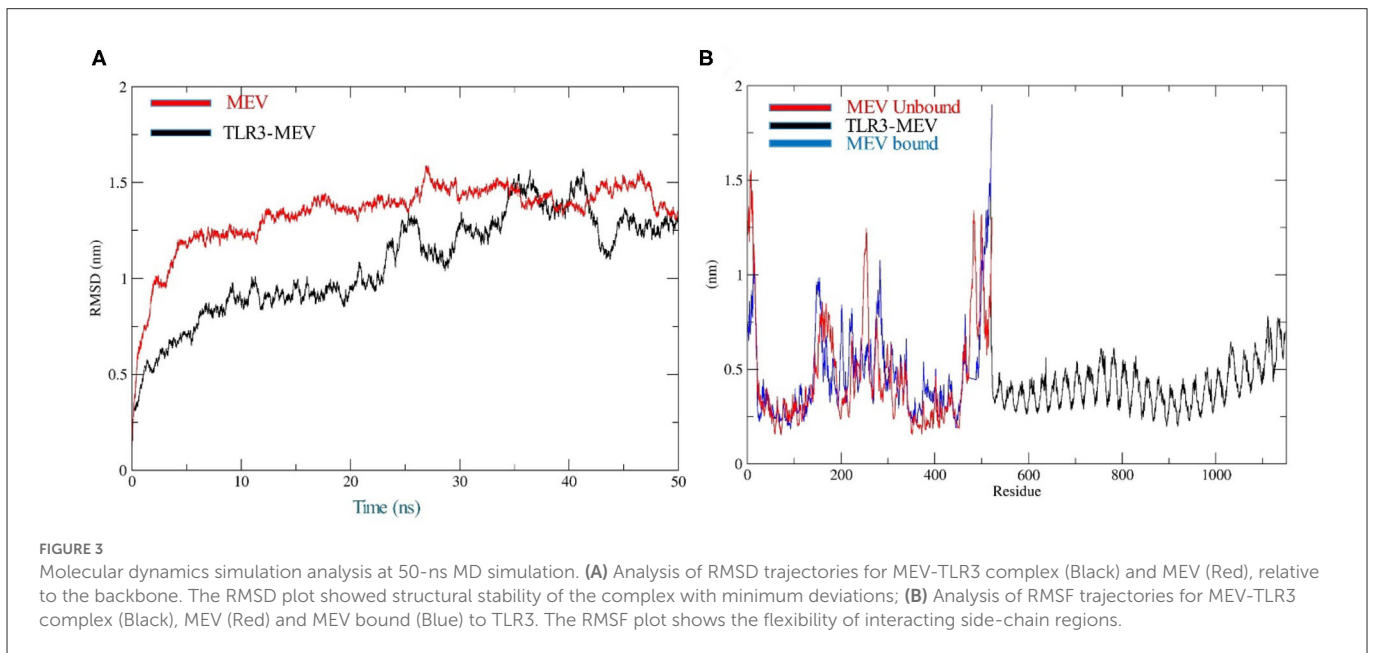 A
2
MEV
TLR3-MEV
1.5
1
0.5
0
RMSD (nm)
0
10
20
30
40
50
Time (ns)
B
2
MEV Unbound
TLR3-MEV
MEV bound
1.5
1
0.5
0
(nm)
0
200
400
600
800
1000
Residue
FIGURE 3
Molecular dynamics simulation analysis at 50-ns MD simulation. (A) Analysis of RMSD trajectories for MEV-TLR3 complex (Black) and MEV (Red), relative
to the backbone. The RMSD plot showed structural stability of the complex with minimum deviations; (B) Analysis of RMSF trajectories for MEV-TLR3
complex (Black), MEV (Red) and MEV bound (Blue) to TLR3. The RMSF plot shows the flexibility of interacting side-chain regions.